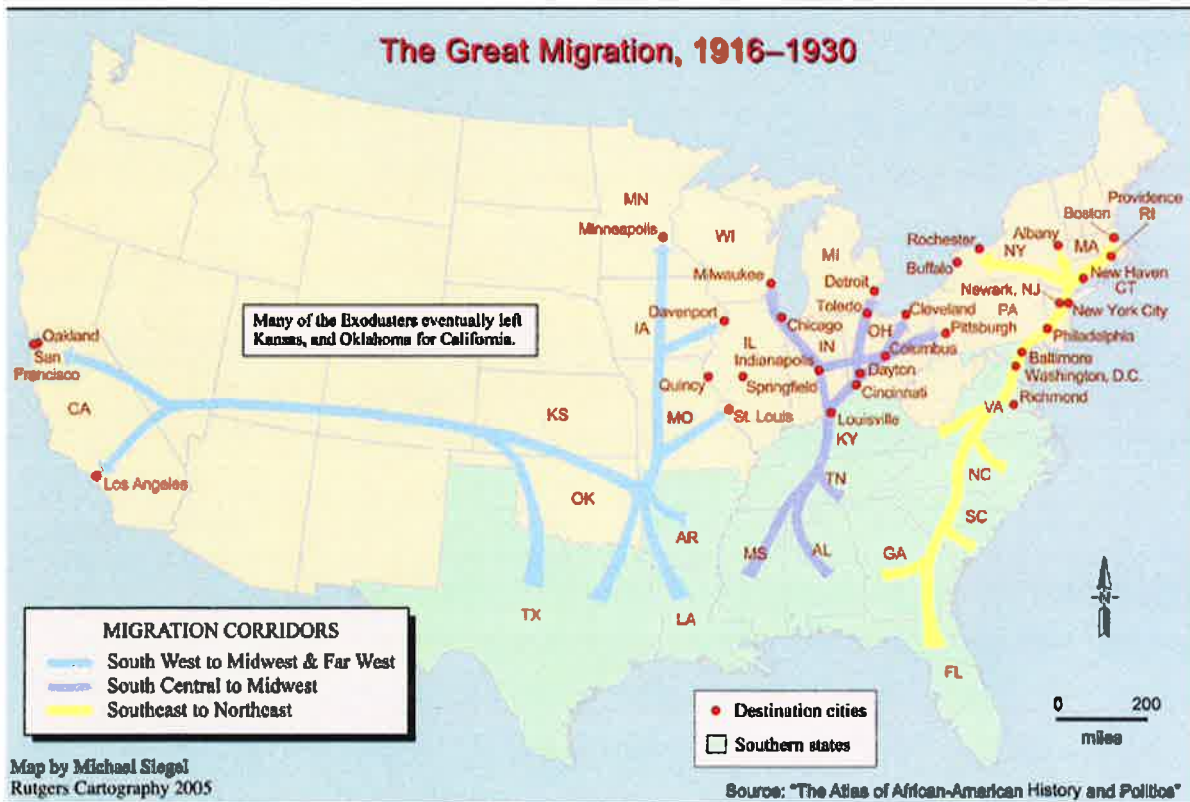 The Great Migration, 1916–1930
MN
Minneapolis
WI
MI
Milwaukee
Detroit
Toledo
Rochester
Buffalo
Albany
NY
Boston
Providence
RI
MA
New Haven
CT
Newark, NJ
PA
New York City
Philadelphia
Baltimore
Washington, D.C.
Richmond
VA
Cleveland
Pittsburgh
OH
Columbus
Dayton
Cincinnati
Chicago
IN
Davenport
IA
IL
Indianapolis
Quincy
Springfield
St. Louis
MO
Louisville
KY
Many of the Exodusters eventually left
Kansas, and Oklahoma for California.
Oakland
San
Francisco
CA
Los Angeles
KS
OK
TN
NC
SC
AR
MS
AL
GA
TX
LA
FL
N
MIGRATION CORRIDORS
South West to Midwest & Far West
South Central to Midwest
Southeast to Northeast
Destination cities
Southern states
0 200
miles
Map by Michael Siegel
Rutgers Cartography 2005
Source: "The Atlas of African-American History and Politics"